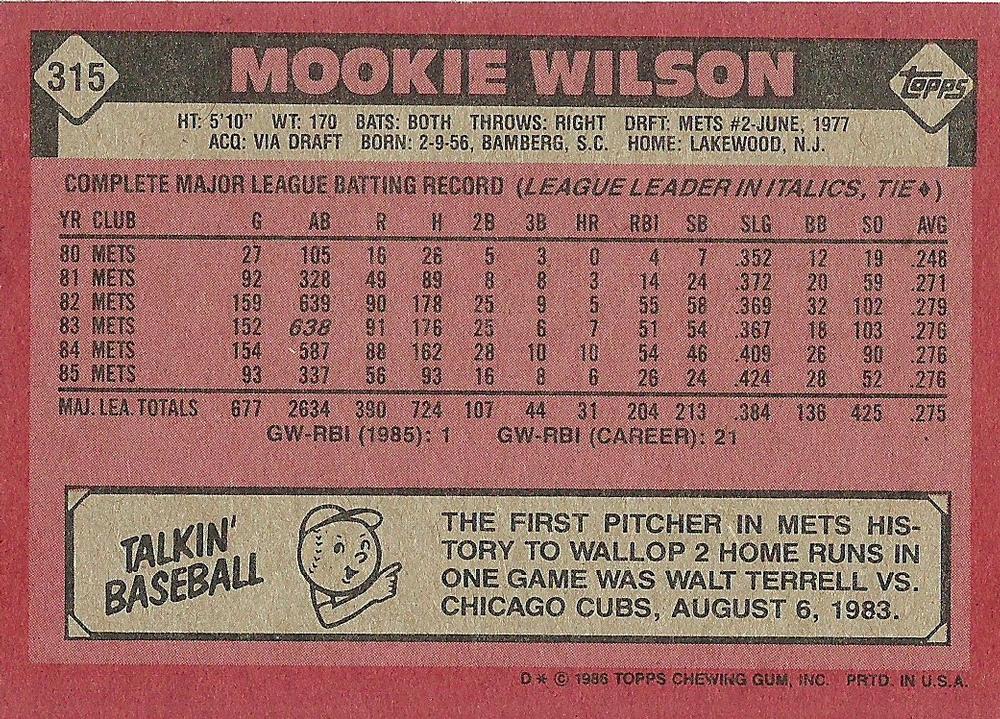 315 MOOKIE WILSON topps
HT: 5'10" WT: 170 BATS: BOTH THROWS: RIGHT DRFT: METS #2-JUNE, 1977
ACQ: VIA DRAFT BORN: 2-9-56, BAMBERG, S.C. HOME: LAKEWOOD, N.J.
COMPLETE MAJOR LEAGUE BATTING RECORD (LEAGUE LEADER IN ITALICS, TIE♦)
YR CLUB G AB R H 2B 3B HR RBI SB SLG BB SO AVG
80 METS 27 105 16 26 5 3 0 4 7 .352 12 19 .248
81 METS 92 328 49 89 8 8 3 14 24 .372 20 59 .271
82 METS 159 639 90 178 25 9 5 55 58 .369 32 102 .279
83 METS 152 638 91 176 25 6 7 51 54 .367 18 103 .276
84 METS 154 587 88 162 28 10 10 54 46 .409 26 90 .276
85 METS 93 337 56 93 16 8 6 26 24 .424 28 52 .276
MAJ. LEA. TOTALS 677 2634 390 724 107 44 31 204 213 .384 136 425 .275
GW-RBI (1985): 1 GW-RBI (CAREER): 21
TALKIN'
BASEBALL
THE FIRST PITCHER IN METS HIS-
TORY TO WALLOP 2 HOME RUNS IN
ONE GAME WAS WALT TERRELL VS.
CHICAGO CUBS, AUGUST 6, 1983.
D * © 1986 TOPPS CHEWING GUM, INC. PRTD. IN U.S.A.